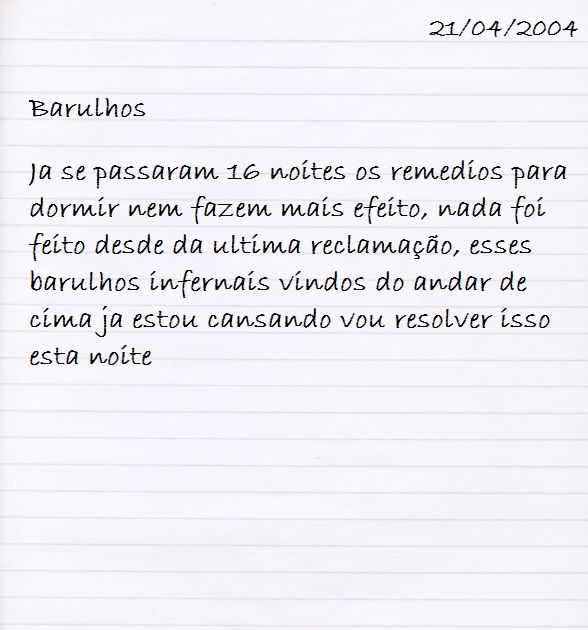 21/04/2004
Barulhos
Ja se passaram 16 noites os remedios para
dormir nem fazem mais efeito, nada foi
feito desde da ultima reclamação, esses
barulhos infernais vindos do andar de
cima ja estou cansando vou resolver isso
esta noite